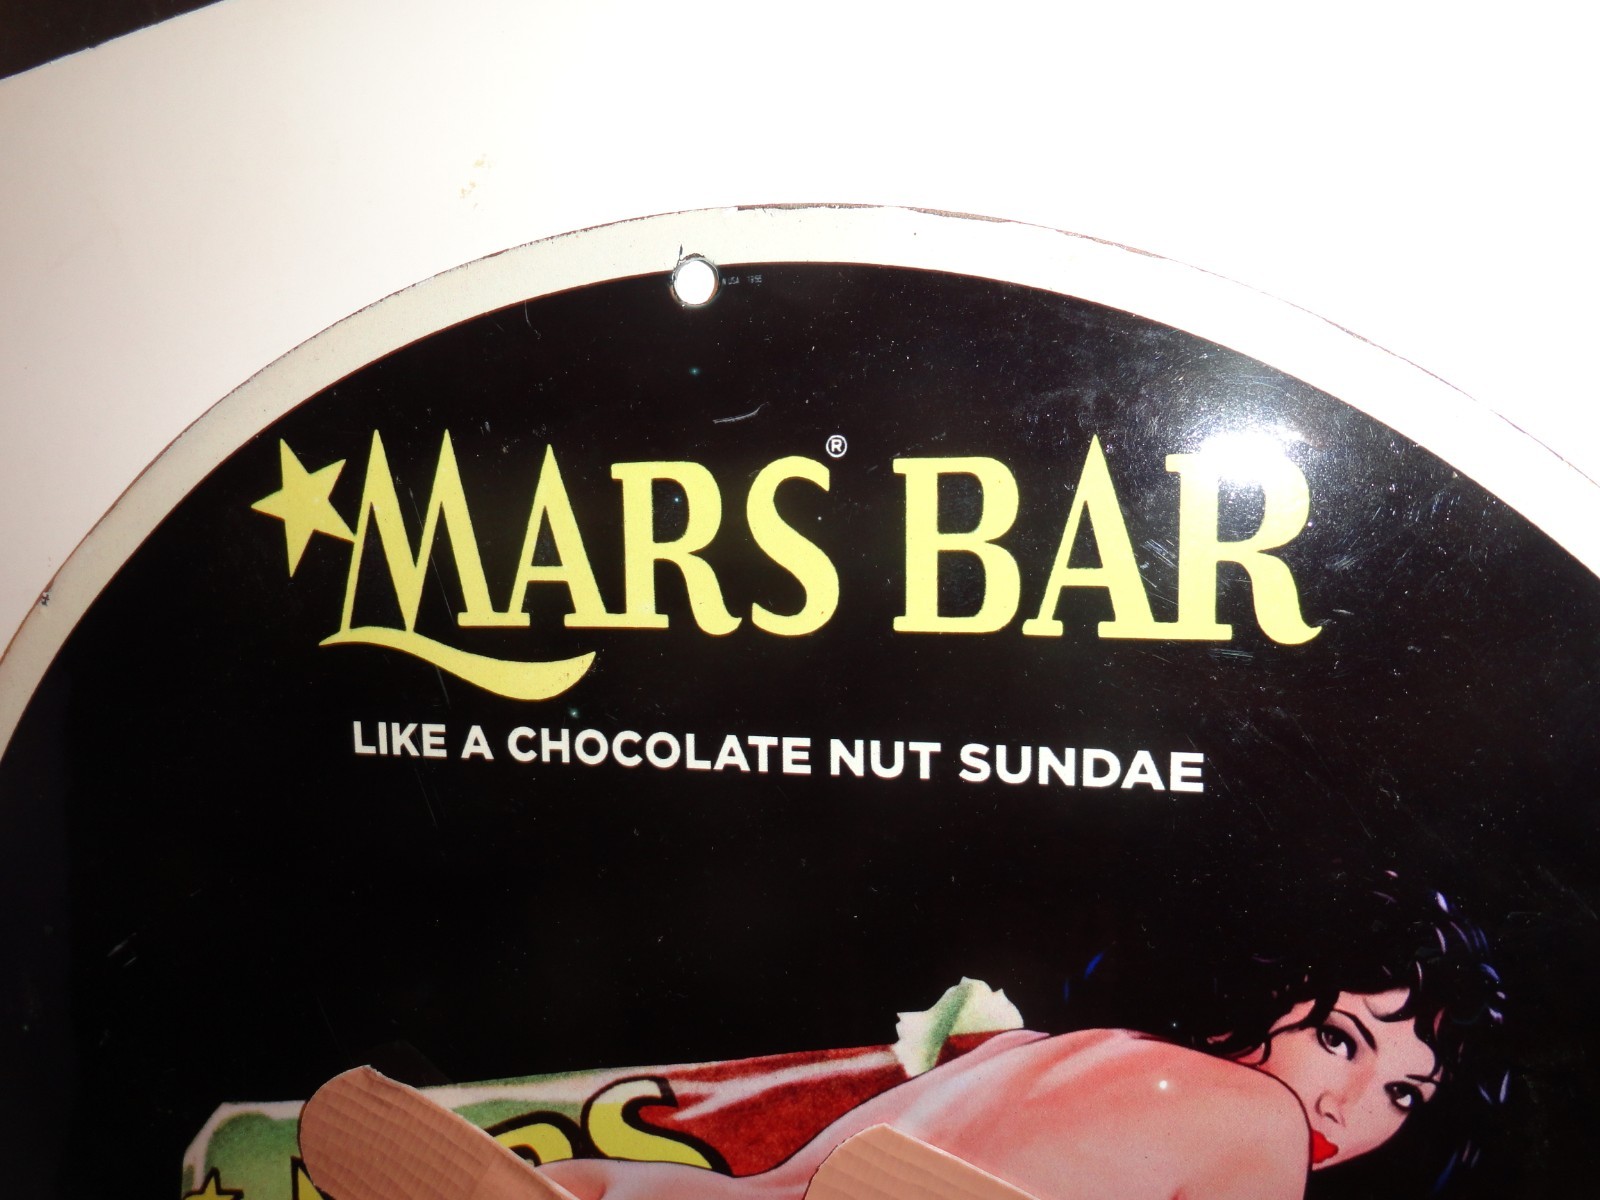 MARS® BAR
LIKE A CHOCOLATE NUT SUNDAE